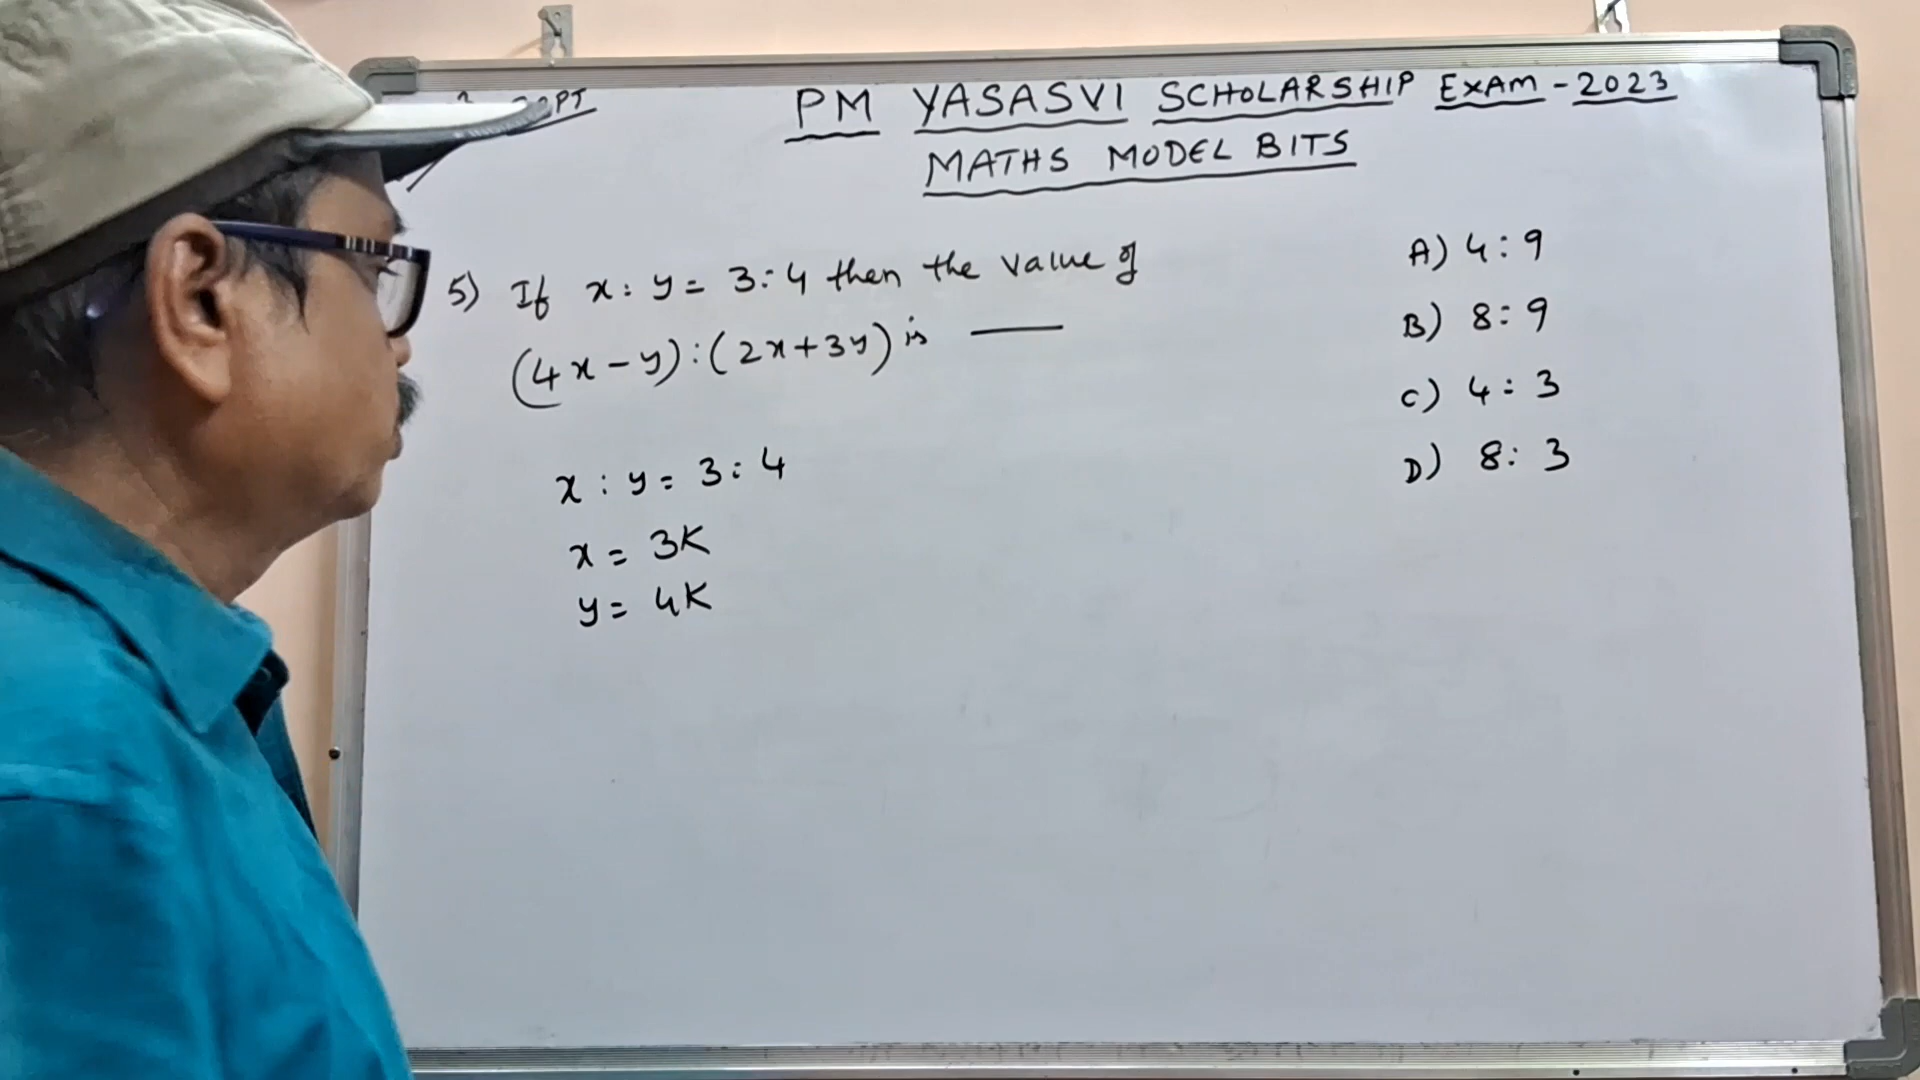 PM YASASVI SCHOLARSHIP EXAM - 2023
MATHS MODEL BITS
5) If x : y = 3 : 4 then the value of
(4x - y) : (2x + 3y) is ____
A) 4 : 9
B) 8 : 9
C) 4 : 3
D) 8 : 3
x : y = 3 : 4
x = 3K
y = 4K